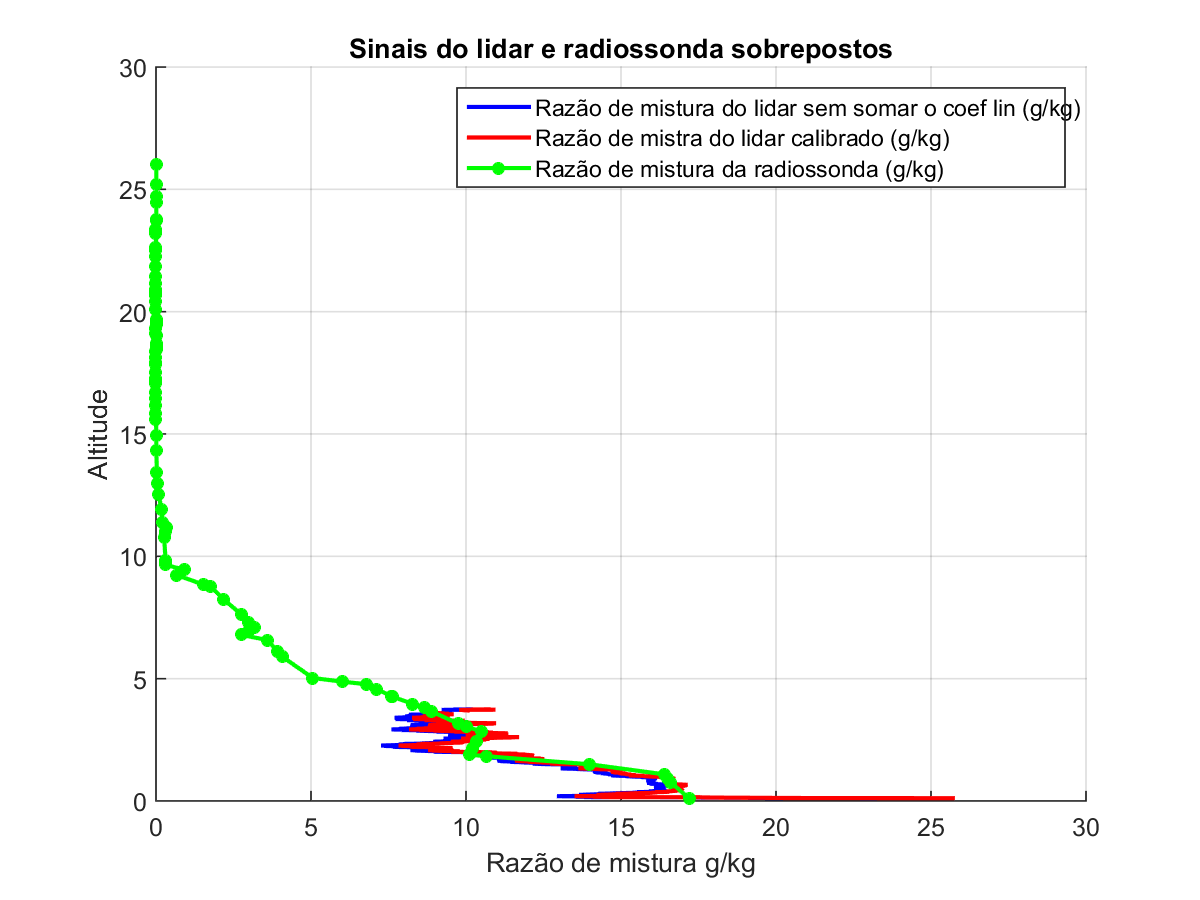 Sinais do lidar e radiossonda sobrepostos
30
Razão de mistura do lidar sem somar o coef lin (g/kg)
Razão de mistra do lidar calibrado (g/kg)
Razão de mistura da radiossonda (g/kg)
25
20
15
10
5
0
Altitude
0 5 10 15 20 25 30
Razão de mistura g/kg